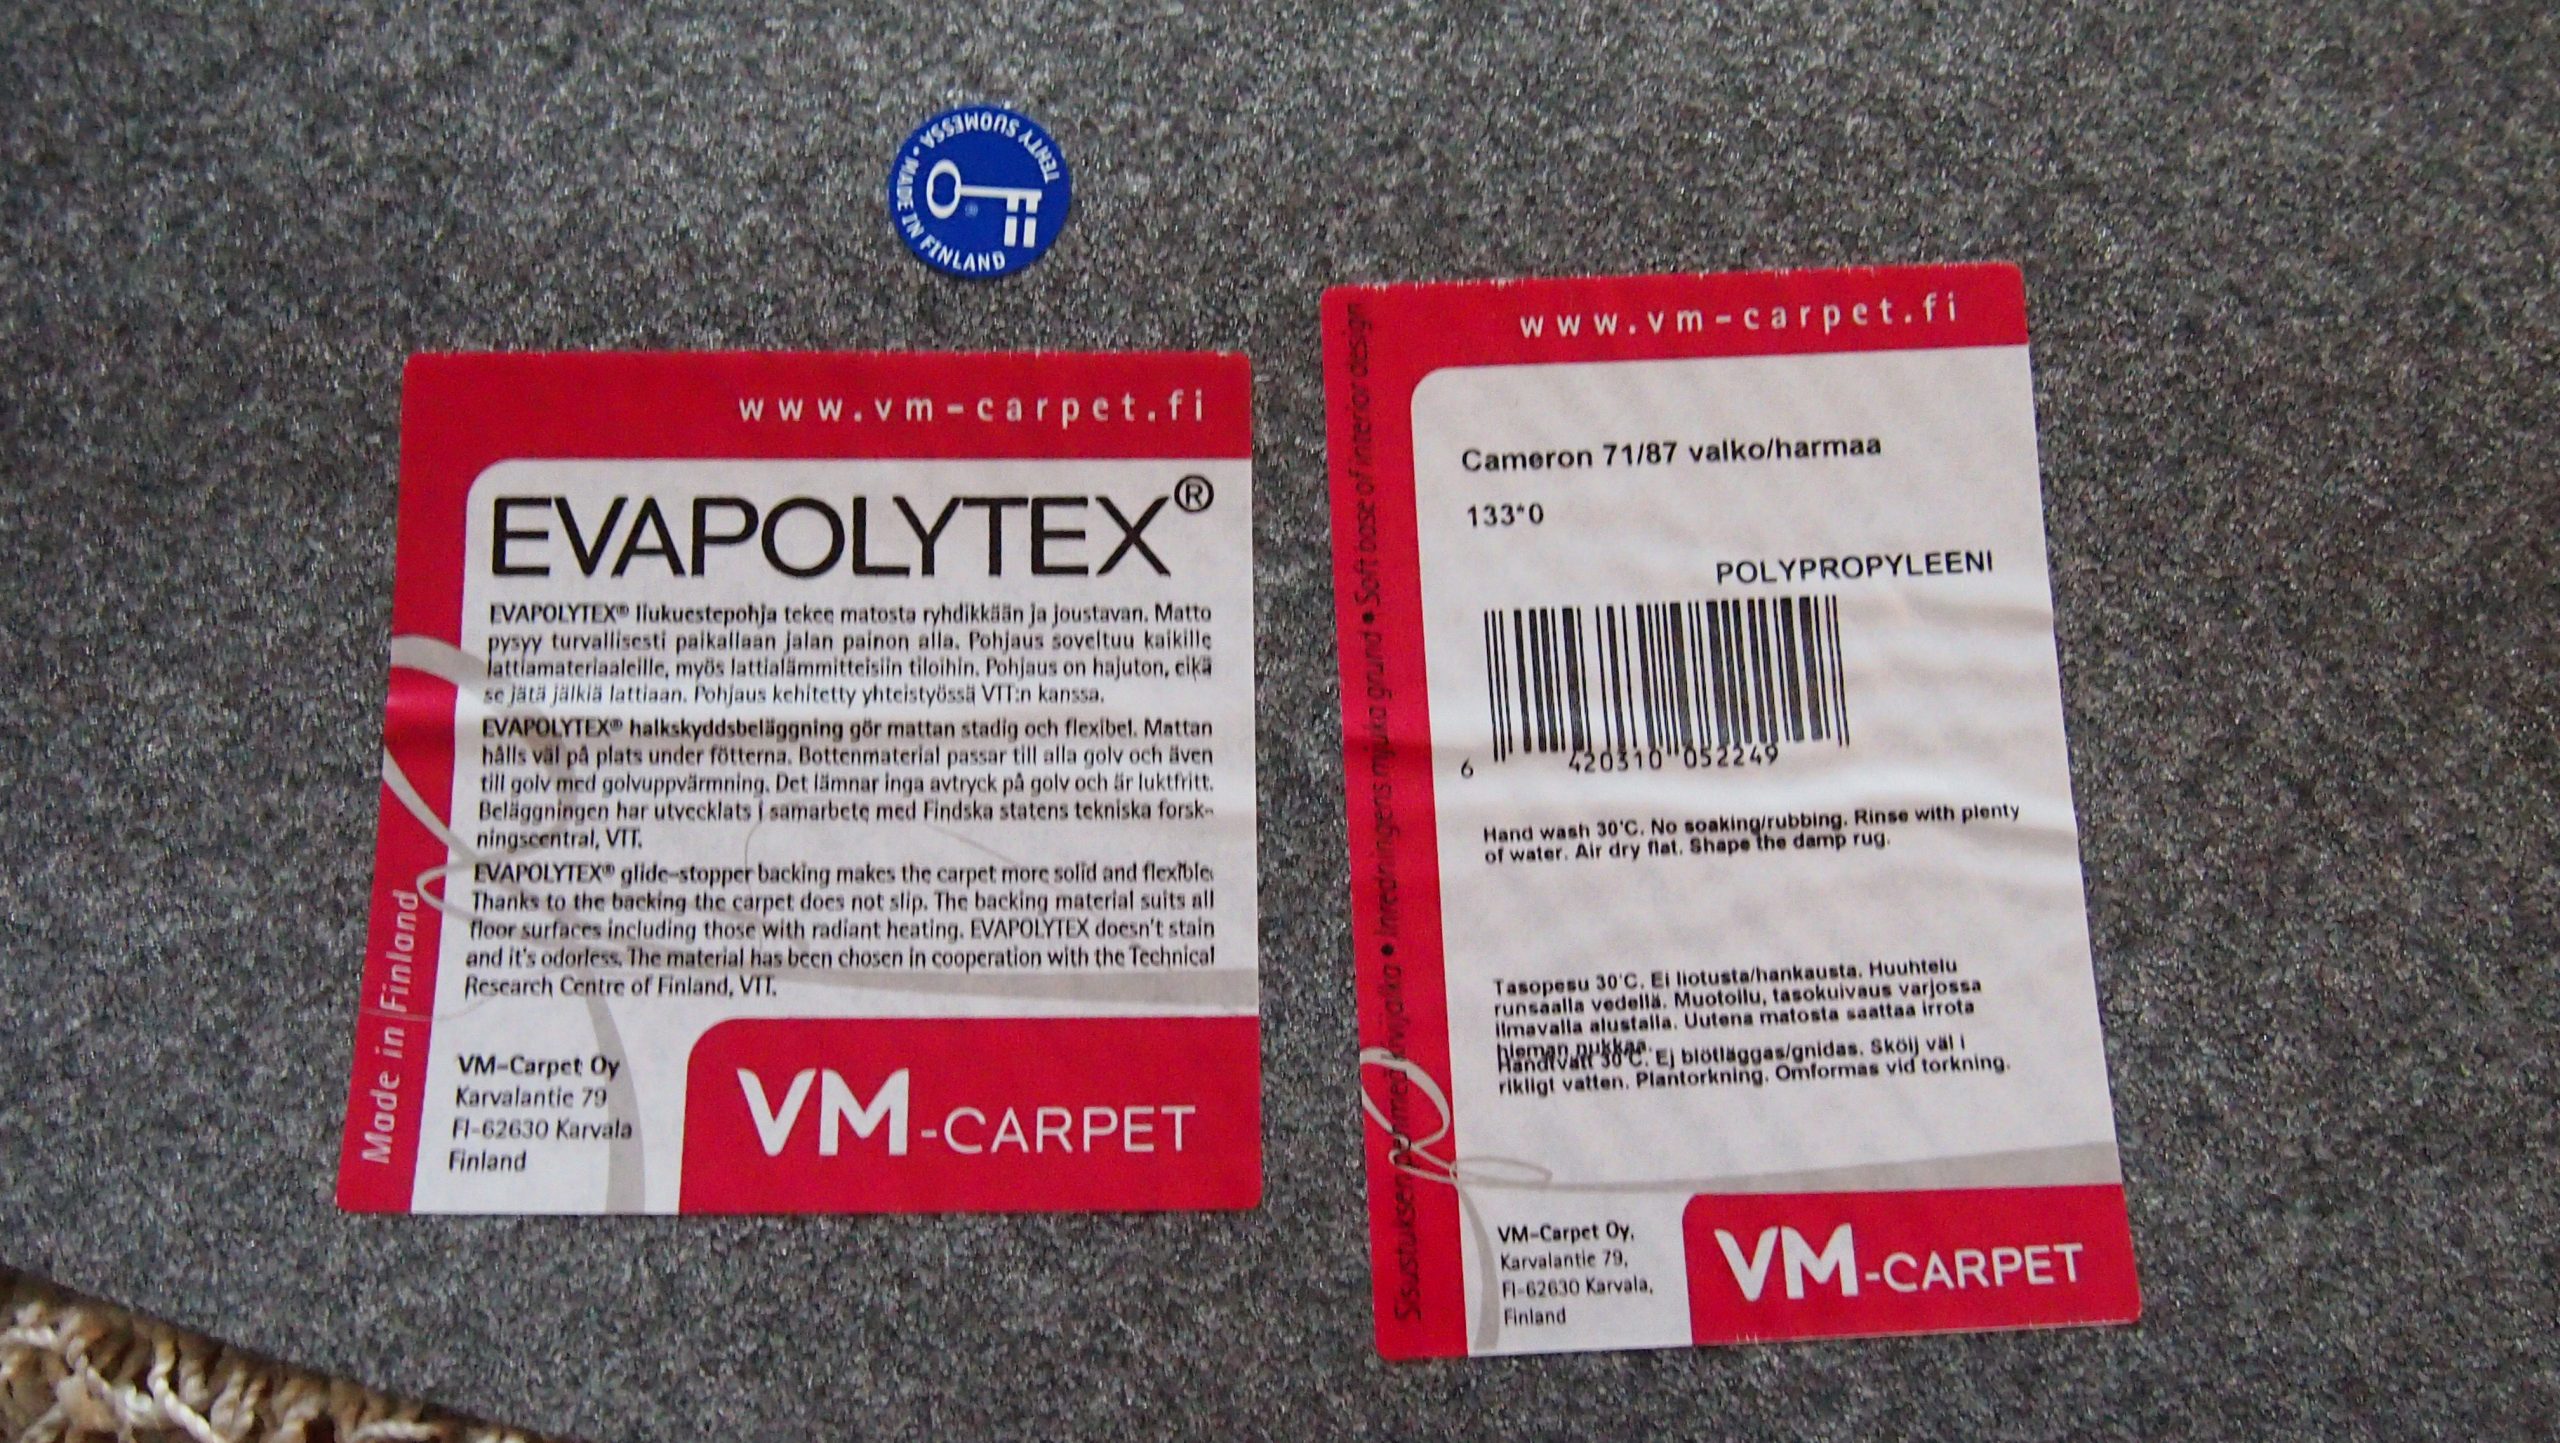 TEHTY SUOMESSA • MADE IN FINLAND
Fi
®
www.vm-carpet.fi
EVAPOLYTEX®
EVAPOLYTEX® liukuestepohja tekee matosta ryhdikkään ja joustavan. Matto
pysyy turvallisesti paikallaan jalan painon alla. Pohjaus soveltuu kaikille
lattiamateriaaleille, myös lattialämmitteisiin tiloihin. Pohjaus on hajuton, eikä
se jätä jälkiä lattiaan. Pohjaus kehitetty yhteistyössä VTT:n kanssa.
EVAPOLYTEX® halkskyddsbeläggning gör mattan stadig och flexibel. Mattan
hålls väl på plats under fötterna. Bottenmaterial passar till alla golv och även
till golv med golvuppvärmning. Det lämnar inga avtryck på golv och är luktfritt.
Beläggningen har utvecklats i samarbete med Findska statens tekniska forsk-
ningscentral, VTT.
EVAPOLYTEX® glide-stopper backing makes the carpet more solid and flexible.
Thanks to the backing the carpet does not slip. The backing material suits all
floor surfaces including those with radiant heating. EVAPOLYTEX doesn't stain
and it's odorless. The material has been chosen in cooperation with the Technical
Research Centre of Finland, VTT.
Made in Finland
VM-Carpet Oy
Karvalantie 79
FI-62630 Karvala
Finland
VM-CARPET
www.vm-carpet.fi
Sisustuksen pehmeä kivijalka • Inredningens mjuka grund • Soft base of interior design
Cameron 71/87 valko/harmaa
133*0
POLYPROPYLEENI
6 420310 052249
Hand wash 30°C. No soaking/rubbing. Rinse with plenty
of water. Air dry flat. Shape the damp rug.
Tasopesu 30°C. Ei liotusta/hankausta. Huuhtelu
runsaalla vedellä. Muotoilu, tasokuivaus varjossa
ilmavalla alustalla. Uutena matosta saattaa irrota
hieman nukkaa.
Handtvätt 30°C. Ej blötläggas/gnidas. Skölj väl i
rikligt vatten. Plantorkning. Omformas vid torkning.
VM-Carpet Oy,
Karvalantie 79,
FI-62630 Karvala,
Finland
VM-CARPET